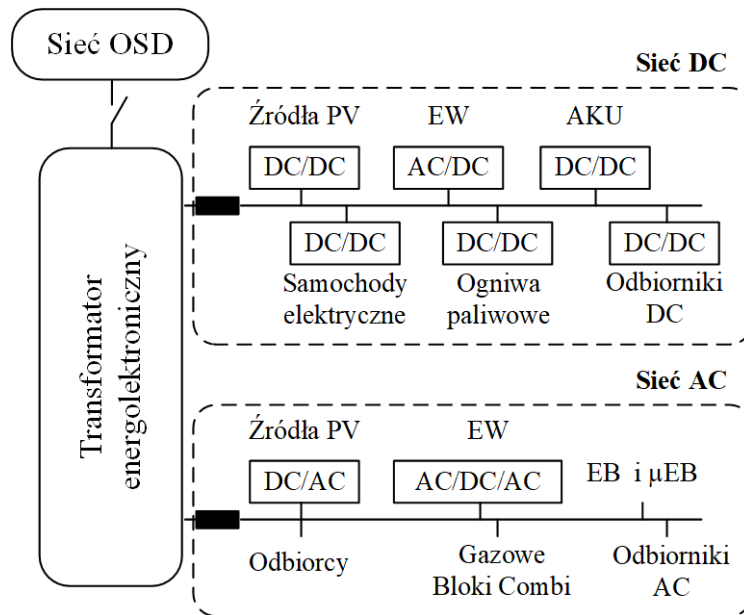 Sieć OSD
Sieć DC
Źródła PV
EW
AKU
DC/DC
AC/DC
DC/DC
DC/DC
DC/DC
DC/DC
Samochody
elektryczne
Ogniwa
paliwowe
Odbiorniki
DC
Transformator
energolektroniczny
Sieć AC
Źródła PV
EW
DC/AC
AC/DC/AC
EB i µEB
Odbiorcy
Gazowe
Bloki Combi
Odbiorniki
AC